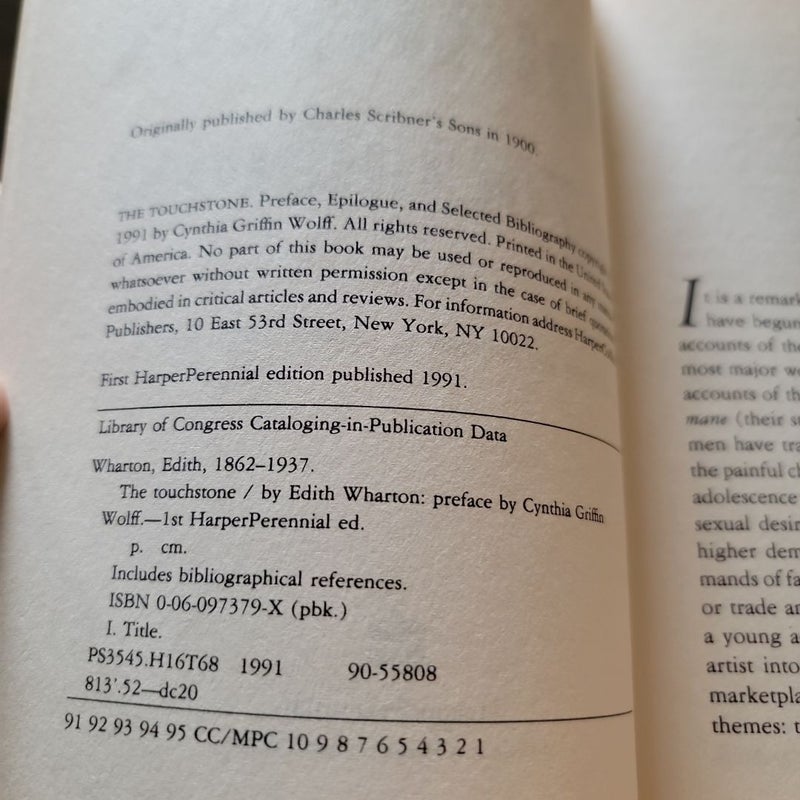 Originally published by Charles Scribner's Sons in 1900.
THE TOUCHSTONE. Preface, Epilogue, and Selected Bibliography
1991 by Cynthia Griffin Wolff. All rights reserved. Printed in the United
of America. No part of this book may be used or reproduced in any
whatsoever without written permission except in the case of brief
embodied in critical articles and reviews. For information address
Publishers, 10 East 53rd Street, New York, NY 10022.
First HarperPerennial edition published 1991.
Library of Congress Cataloging-in-Publication Data
Wharton, Edith, 1862–1937.
The touchstone / by Edith Wharton: preface by Cynthia Griffin
Wolff.—1st HarperPerennial ed.
p. cm.
Includes bibliographical references.
ISBN 0-06-097379-X (pbk.)
I. Title.
PS3545.H16T68 1991 90-55808
813'.52—dc20
91 92 93 94 95 CC/MPC 10 9 8 7 6 5 4 3 2 1
It is a remark
have begun
accounts of the
most major w
accounts of th
mane (their s
men have tra
the painful c
adolescence
sexual desir
higher dem
mands of fa
or trade a
a young a
artist into
marketpla
themes: t